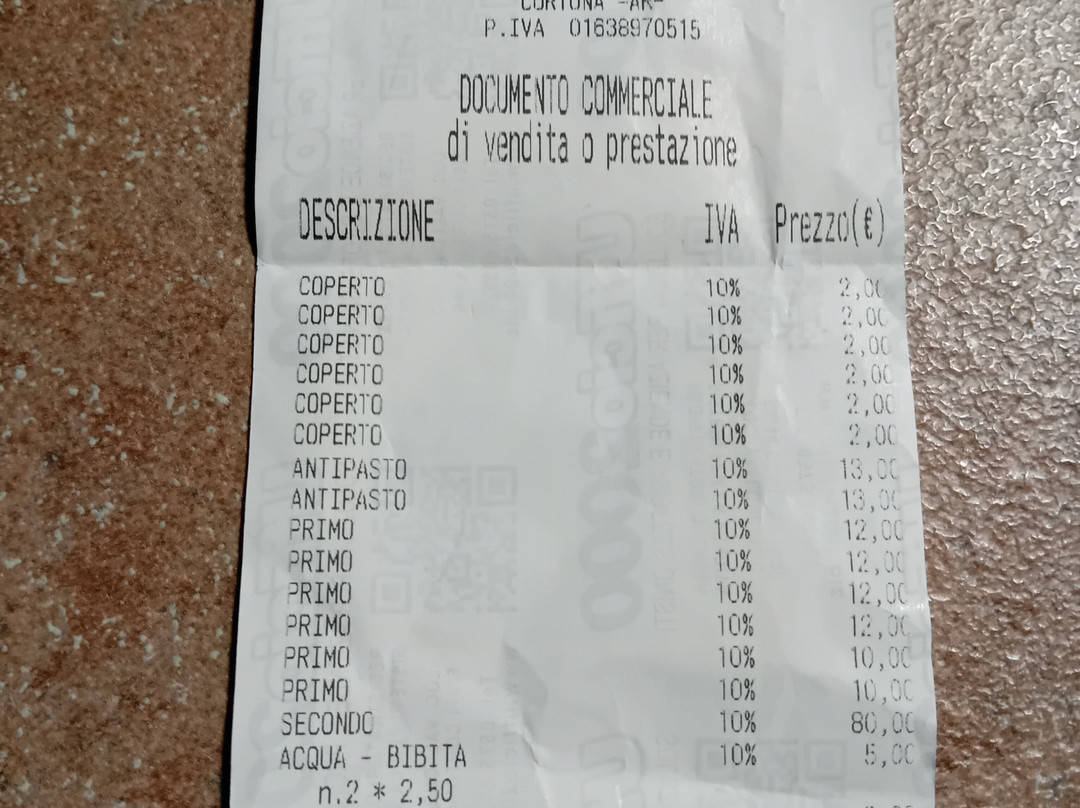 CORTONA -AR-
P.IVA 01638970515
DOCUMENTO COMMERCIALE
di vendita o prestazione
DESCRIZIONE IVA Prezzo(€)
COPERTO 10% 2,00
COPERTO 10% 2,00
COPERTO 10% 2,00
COPERTO 10% 2,00
COPERTO 10% 2,00
COPERTO 10% 2,00
ANTIPASTO 10% 13,00
ANTIPASTO 10% 13,00
PRIMO 10% 12,00
PRIMO 10% 12,00
PRIMO 10% 12,00
PRIMO 10% 12,00
PRIMO 10% 10,00
PRIMO 10% 10,00
SECONDO 10% 80,00
ACQUA - BIBITA 10% 5,00
n.2 * 2,50